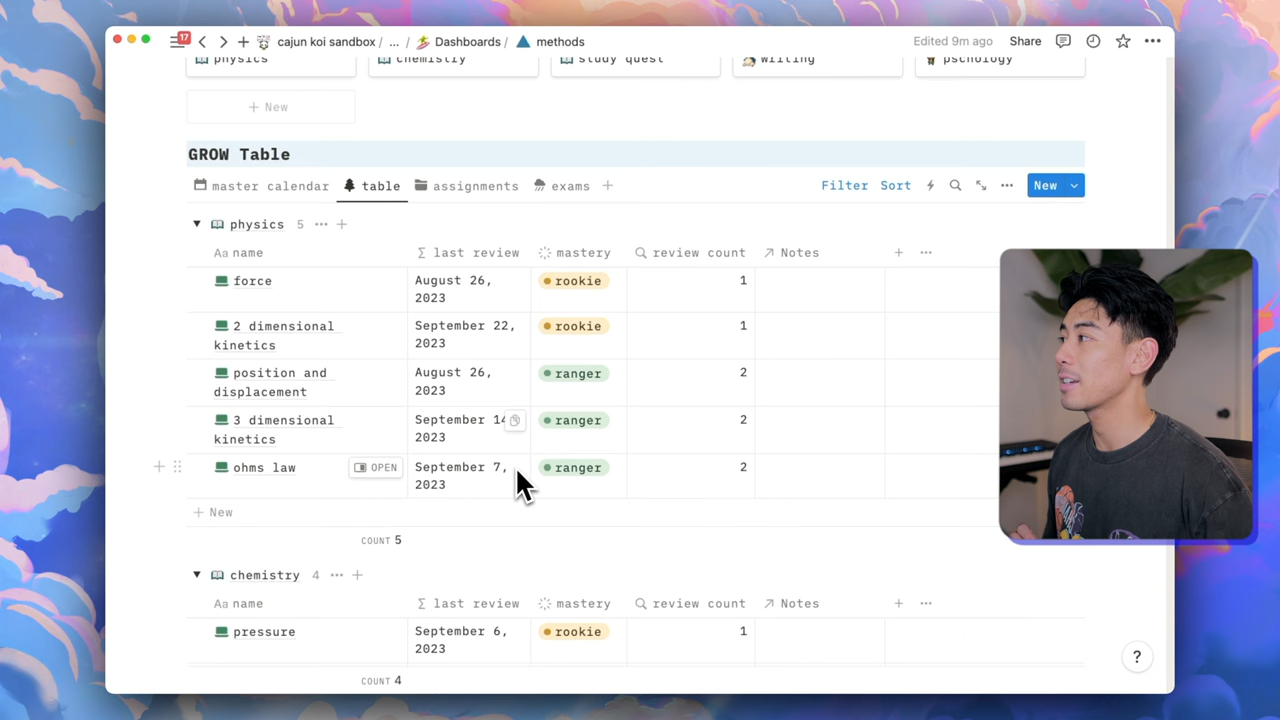 17 cajun koi sandbox / ... / Dashboards / methods Edited 9m ago Share
physics chemistry study quest writing pschology
+ New
GROW Table
master calendar table assignments exams + Filter Sort New
physics 5 ... +
Aa name Σ last review mastery review count Notes + ...
force August 26, 2023 rookie 1
2 dimensional kinetics September 22, 2023 rookie 1
position and displacement August 26, 2023 ranger 2
3 dimensional kinetics September 14 2023 ranger 2
ohms law OPEN September 7, 2023 ranger 2
+ New
COUNT 5
chemistry 4 ... +
Aa name Σ last review mastery review count Notes + ...
pressure September 6, 2023 rookie 1
COUNT 4
?